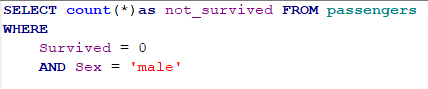 SELECT count(*)as not_survived FROM passengers
WHERE
    Survived = 0
    AND Sex = 'male'